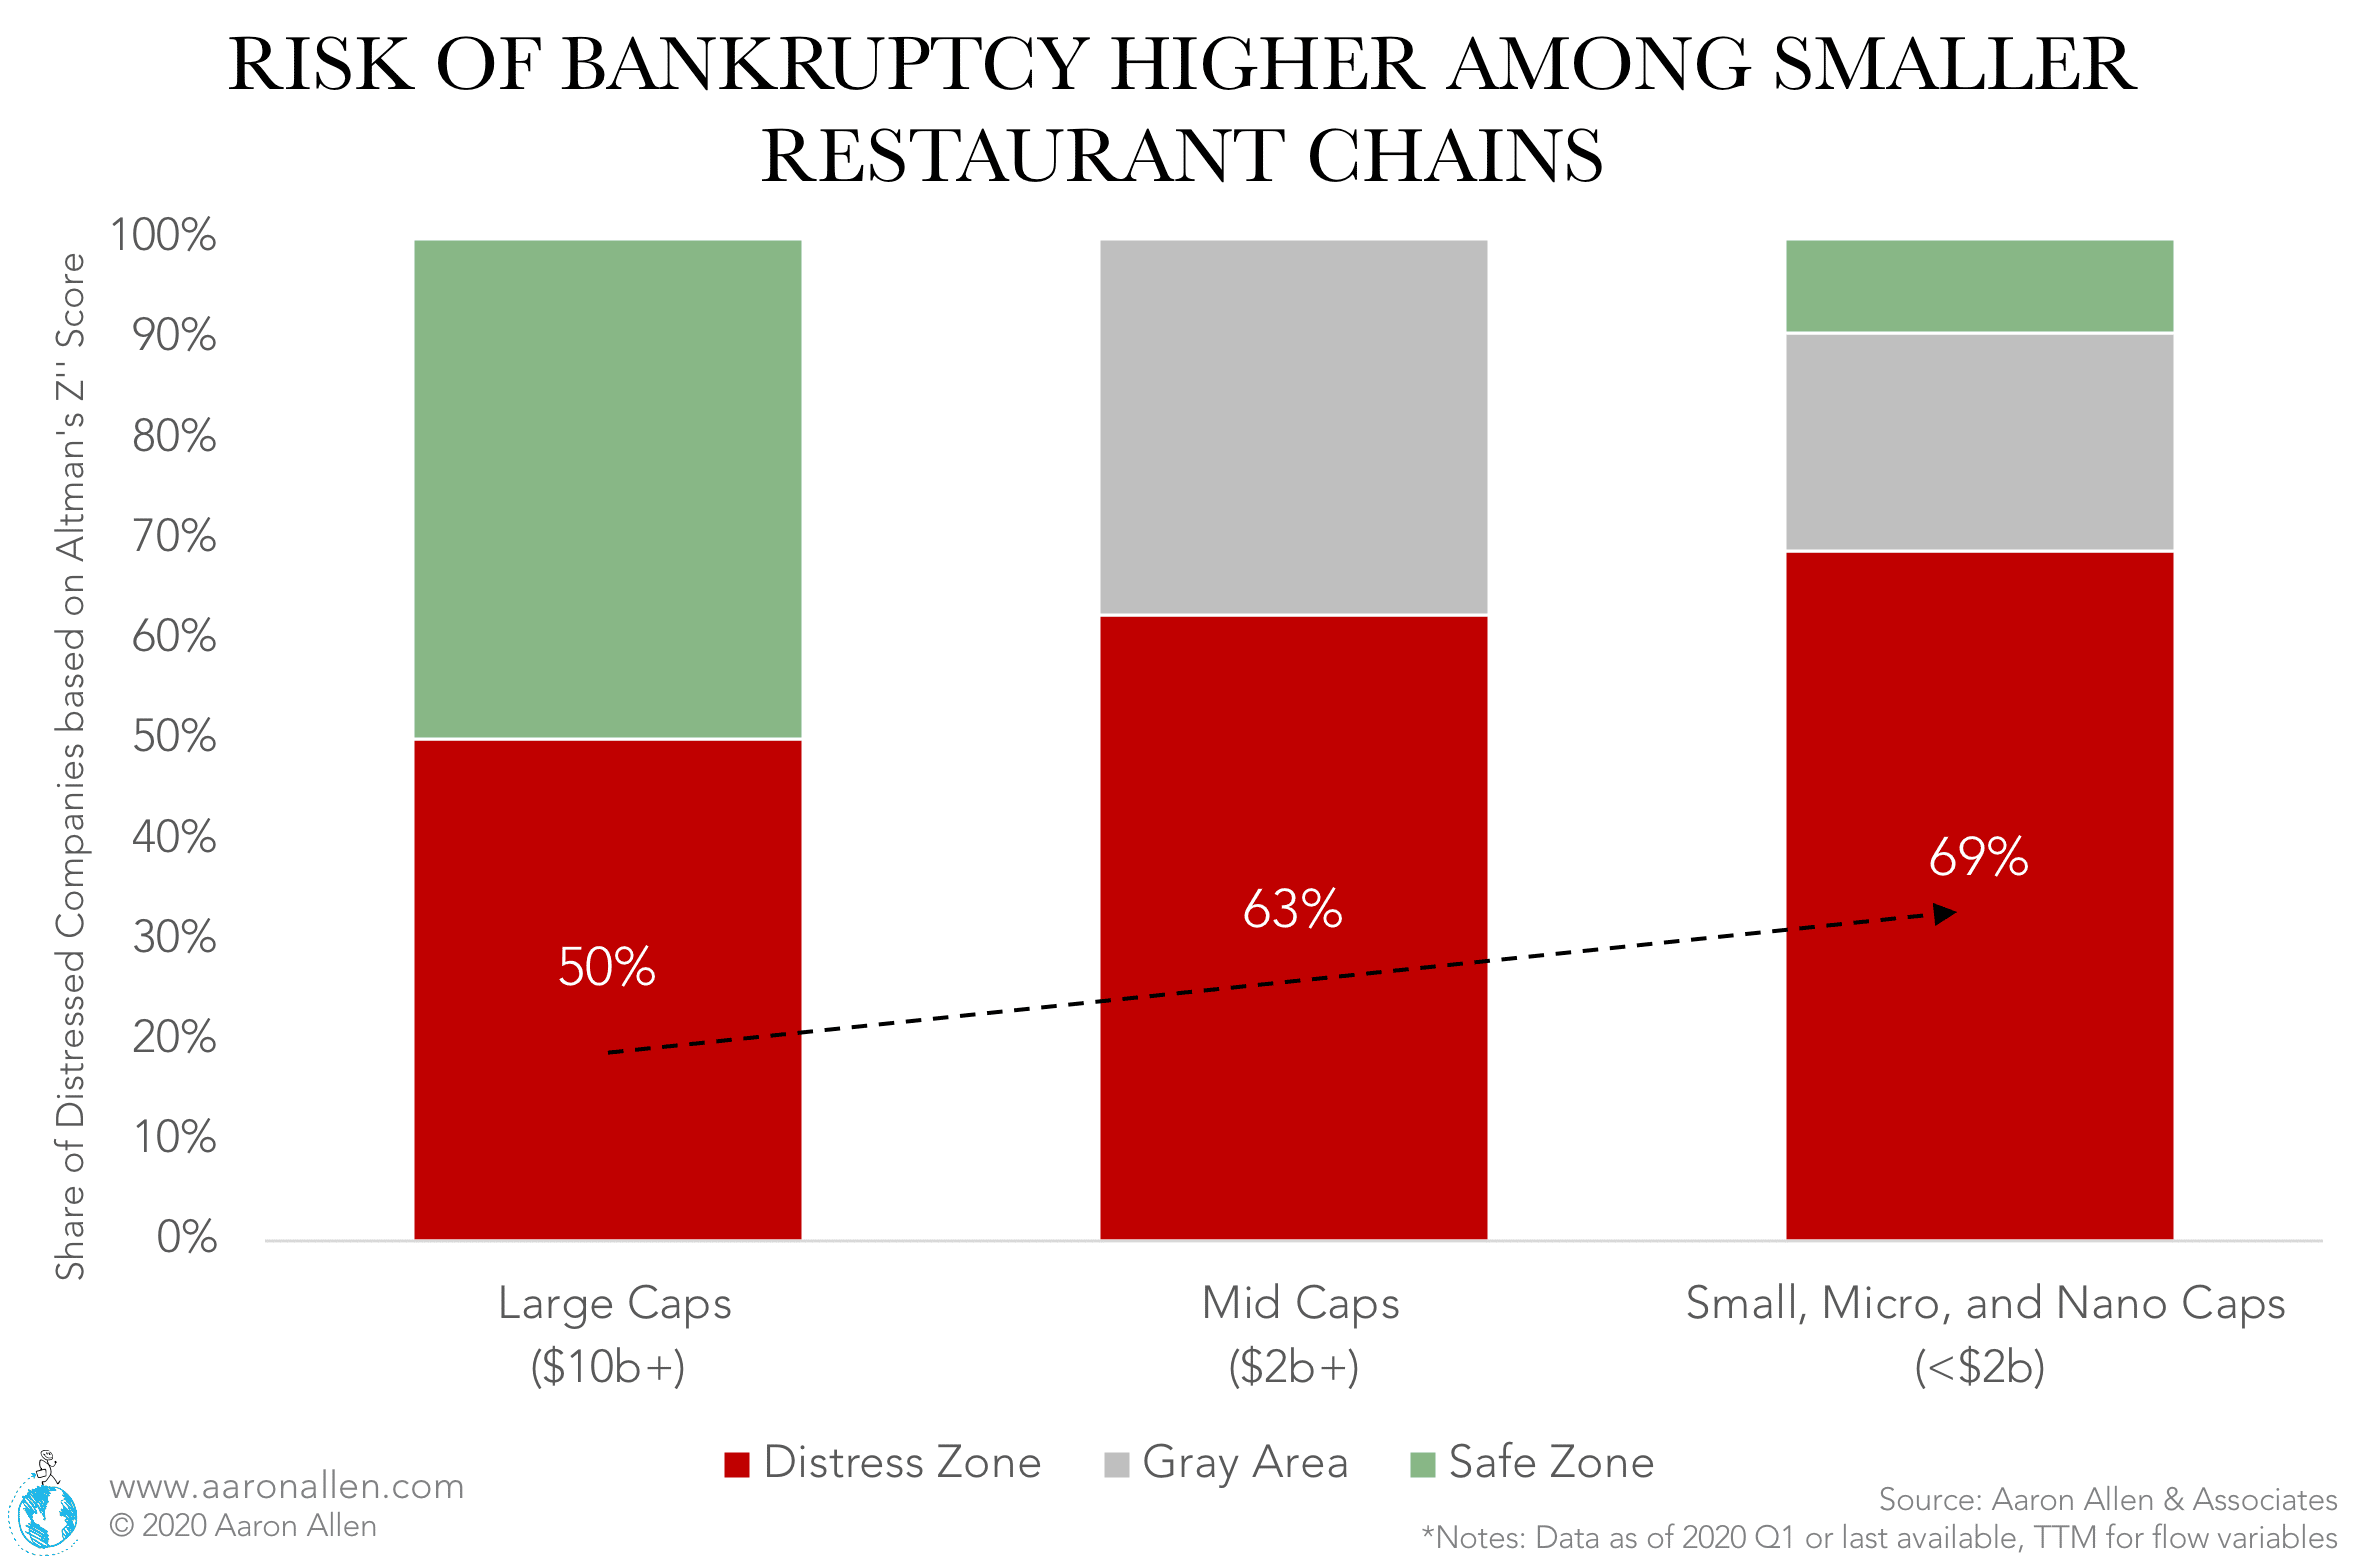 RISK OF BANKRUPTCY HIGHER AMONG SMALLER
RESTAURANT CHAINS
Share of Distressed Companies based on Altman's Z'' Score
100%
90%
80%
70%
60%
50%
40%
30%
20%
10%
0%
50%
63%
69%
Large Caps
($10b+)
Mid Caps
($2b+)
Small, Micro, and Nano Caps
(<$2b)
Distress Zone
Gray Area
Safe Zone
www.aaronallen.com
© 2020 Aaron Allen
Source: Aaron Allen & Associates
*Notes: Data as of 2020 Q1 or last available, TTM for flow variables